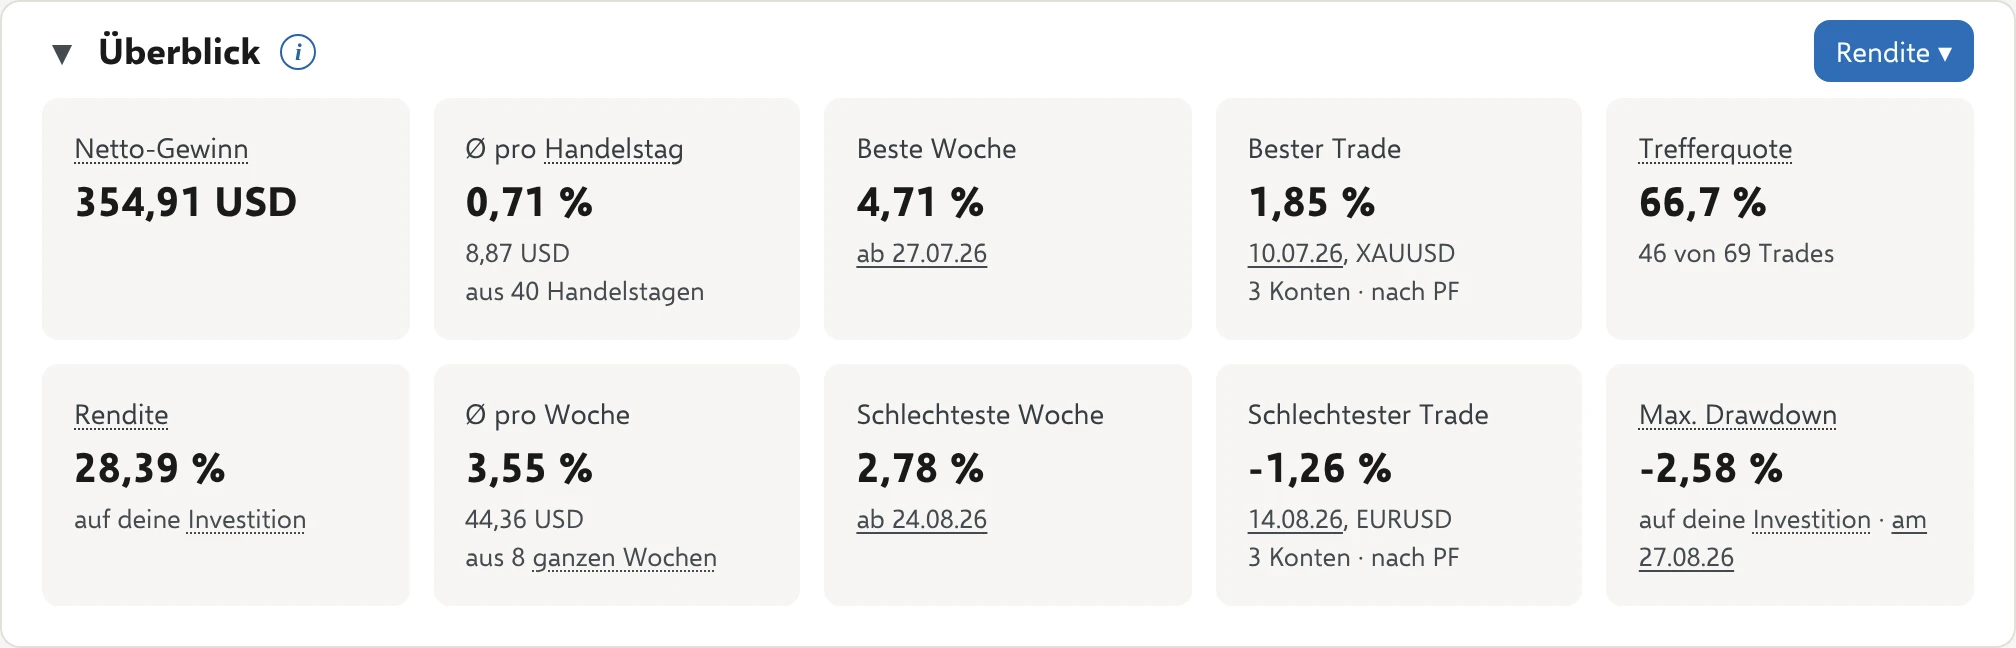 ▼ Überblick i
Rendite ▾
Netto-Gewinn
354,91 USD
Ø pro Handelstag
0,71 %
8,87 USD
aus 40 Handelstagen
Beste Woche
4,71 %
ab 27.07.26
Bester Trade
1,85 %
10.07.26, XAUUSD
3 Konten · nach PF
Trefferquote
66,7 %
46 von 69 Trades
Rendite
28,39 %
auf deine Investition
Ø pro Woche
3,55 %
44,36 USD
aus 8 ganzen Wochen
Schlechteste Woche
2,78 %
ab 24.08.26
Schlechtester Trade
-1,26 %
14.08.26, EURUSD
3 Konten · nach PF
Max. Drawdown
-2,58 %
auf deine Investition · am
27.08.26